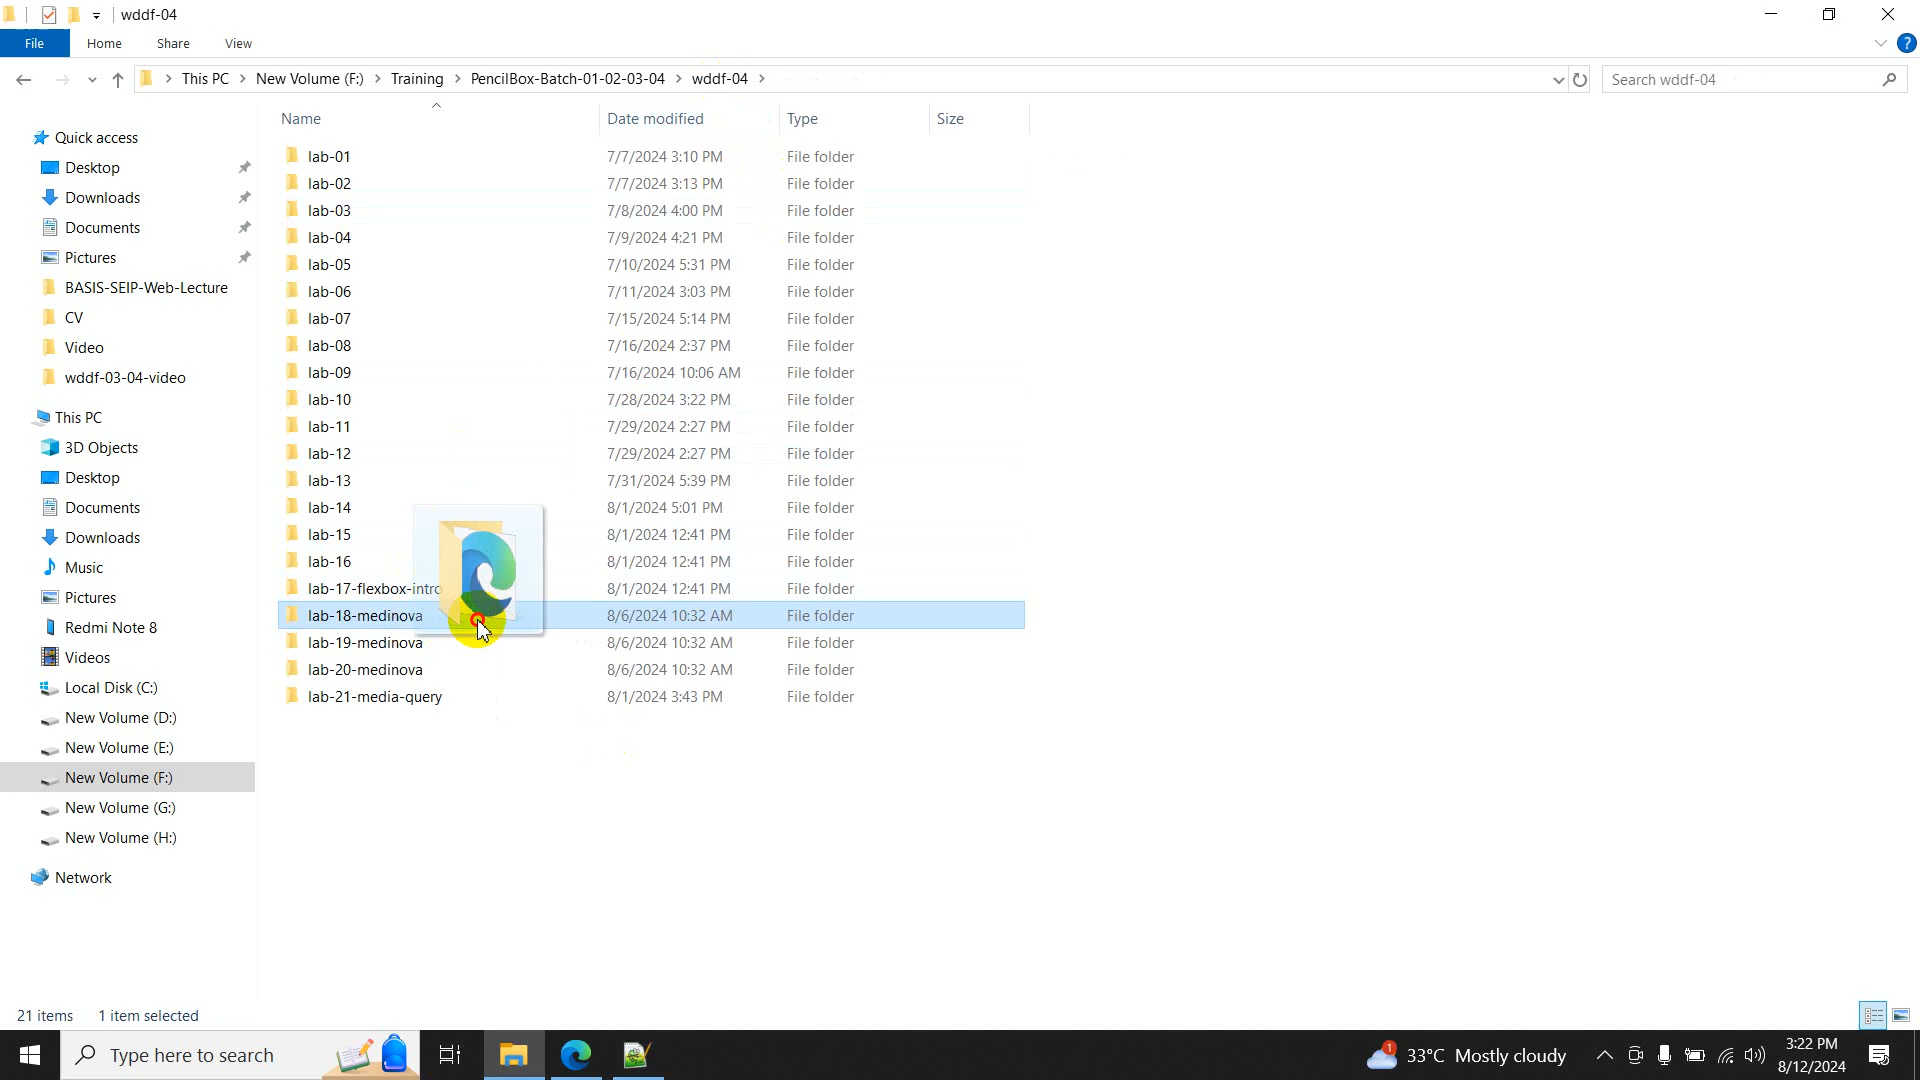 wddf-04
File Home Share View
This PC New Volume (F:) Training PencilBox-Batch-01-02-03-04 wddf-04 Search wddf-04
Name Date modified Type Size
Quick access
Desktop
Downloads
Documents
Pictures
BASIS-SEIP-Web-Lecture
CV
Video
wddf-03-04-video
This PC
3D Objects
Desktop
Documents
Downloads
Music
Pictures
Redmi Note 8
Videos
Local Disk (C:)
New Volume (D:)
New Volume (E:)
New Volume (F:)
New Volume (G:)
New Volume (H:)
Network
lab-01 7/7/2024 3:10 PM File folder
lab-02 7/7/2024 3:13 PM File folder
lab-03 7/8/2024 4:00 PM File folder
lab-04 7/9/2024 4:21 PM File folder
lab-05 7/10/2024 5:31 PM File folder
lab-06 7/11/2024 3:03 PM File folder
lab-07 7/15/2024 5:14 PM File folder
lab-08 7/16/2024 2:37 PM File folder
lab-09 7/16/2024 10:06 AM File folder
lab-10 7/28/2024 3:22 PM File folder
lab-11 7/29/2024 2:27 PM File folder
lab-12 7/29/2024 2:27 PM File folder
lab-13 7/31/2024 5:39 PM File folder
lab-14 8/1/2024 5:01 PM File folder
lab-15 8/1/2024 12:41 PM File folder
lab-16 8/1/2024 12:41 PM File folder
lab-17-flexbox-intro 8/1/2024 12:41 PM File folder
lab-18-medinova 8/6/2024 10:32 AM File folder
lab-19-medinova 8/6/2024 10:32 AM File folder
lab-20-medinova 8/6/2024 10:32 AM File folder
lab-21-media-query 8/1/2024 3:43 PM File folder
21 items 1 item selected
Type here to search
1 33°C Mostly cloudy
3:22 PM
8/12/2024